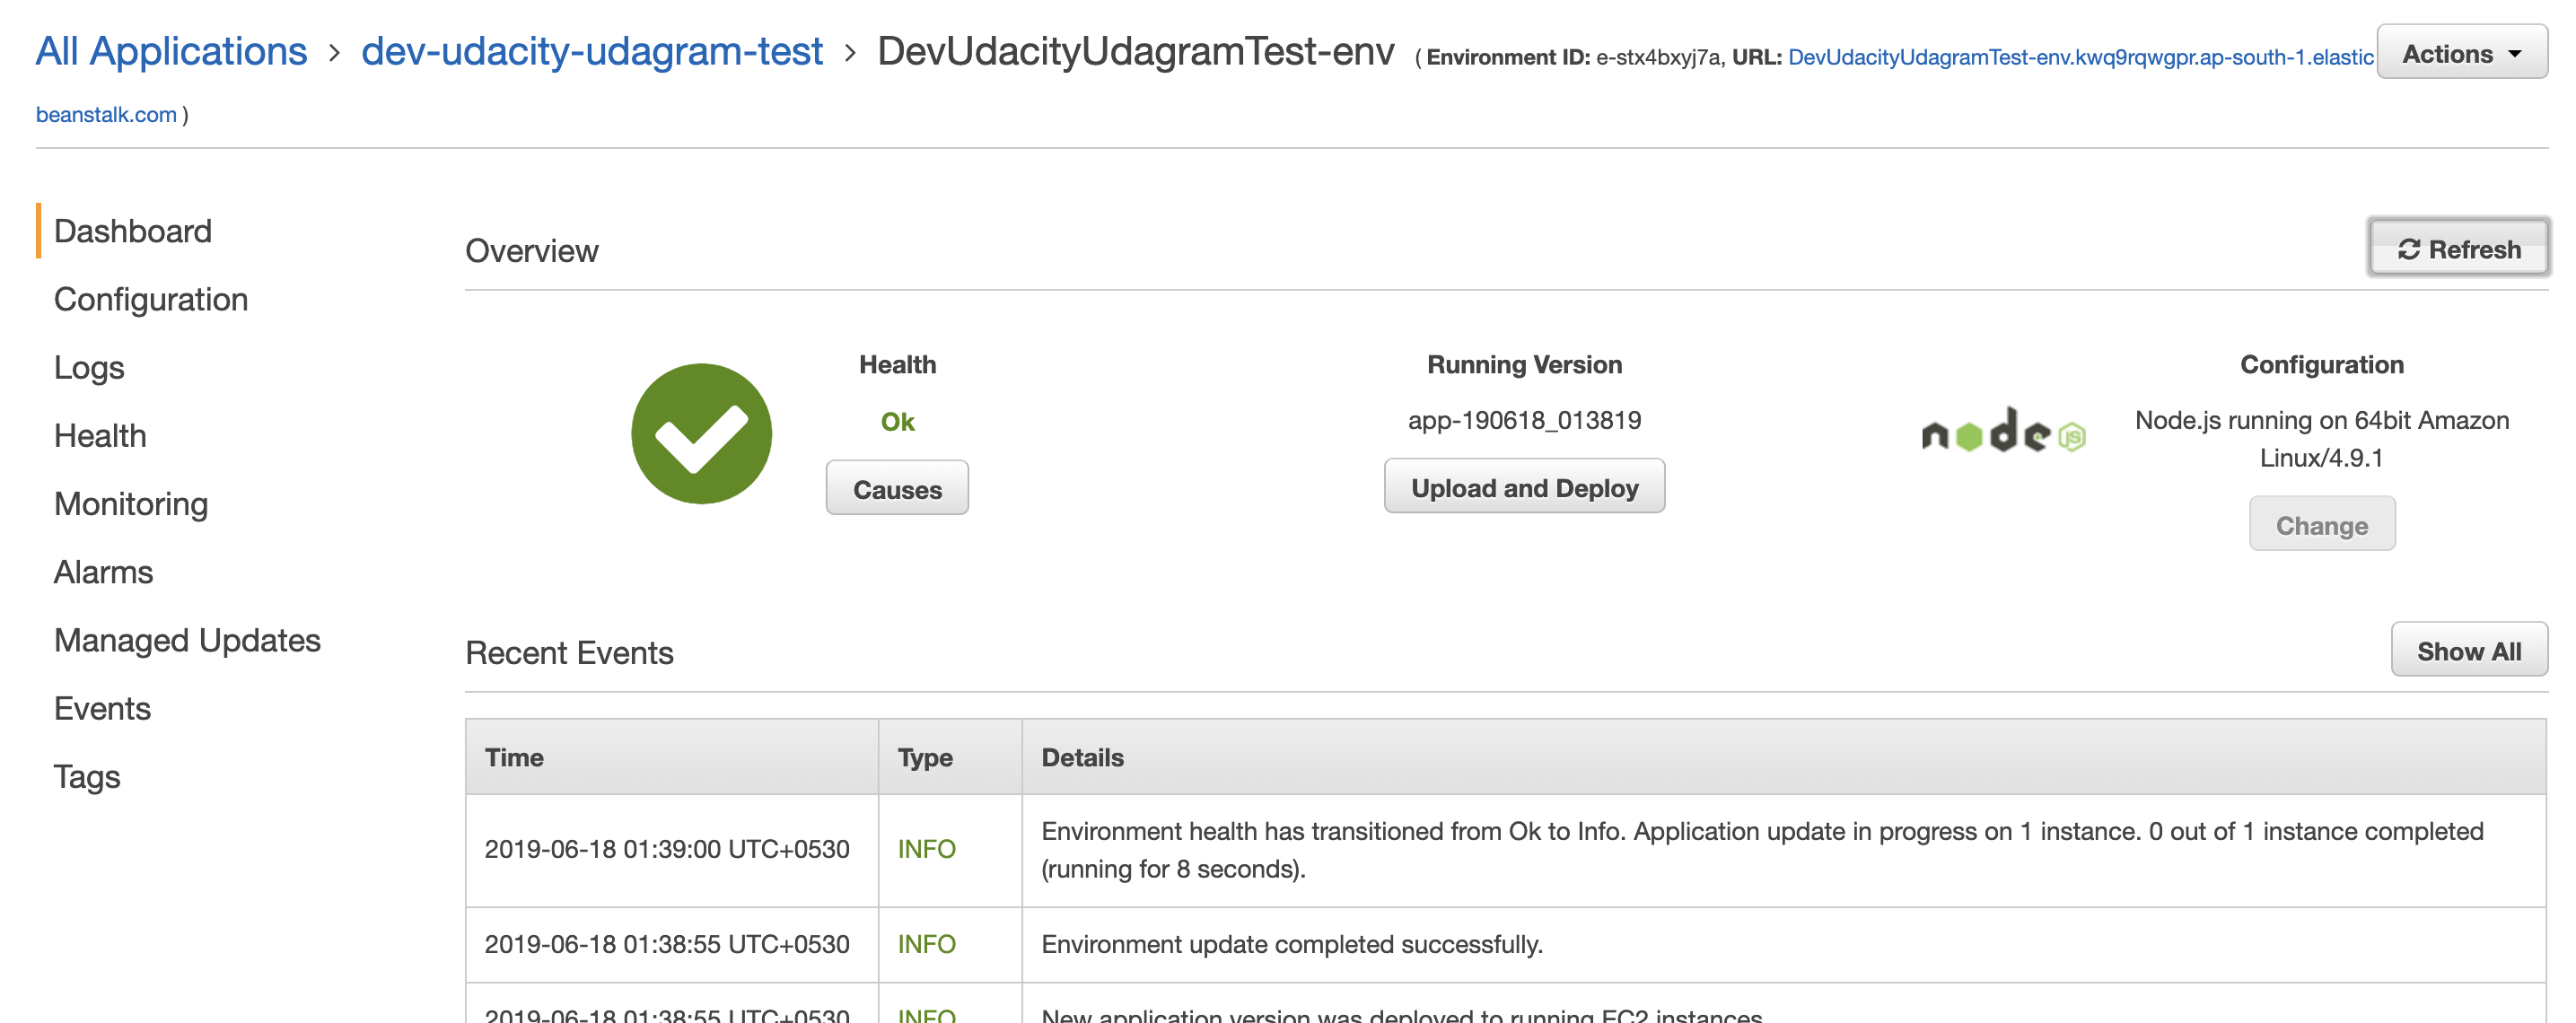 All Applications › dev-udacity-udagram-test › DevUdacityUdagramTest-env ( Environment ID: e-stx4bxyj7a, URL: DevUdacityUdagramTest-env.kwq9rqwgpr.ap-south-1.elastic
beanstalk.com )
Actions
Dashboard
Configuration
Logs
Health
Monitoring
Alarms
Managed Updates
Events
Tags
Overview
Refresh
Health
Ok
Causes
Running Version
app-190618_013819
Upload and Deploy
node JS
Configuration
Node.js running on 64bit Amazon
Linux/4.9.1
Change
Recent Events
Show All
Time Type Details
2019-06-18 01:39:00 UTC+0530 INFO Environment health has transitioned from Ok to Info. Application update in progress on 1 instance. 0 out of 1 instance completed
(running for 8 seconds).
2019-06-18 01:38:55 UTC+0530 INFO Environment update completed successfully.
2019-06-18 01:38:55 UTC+0530 INFO New application version was deployed to running EC2 instances.